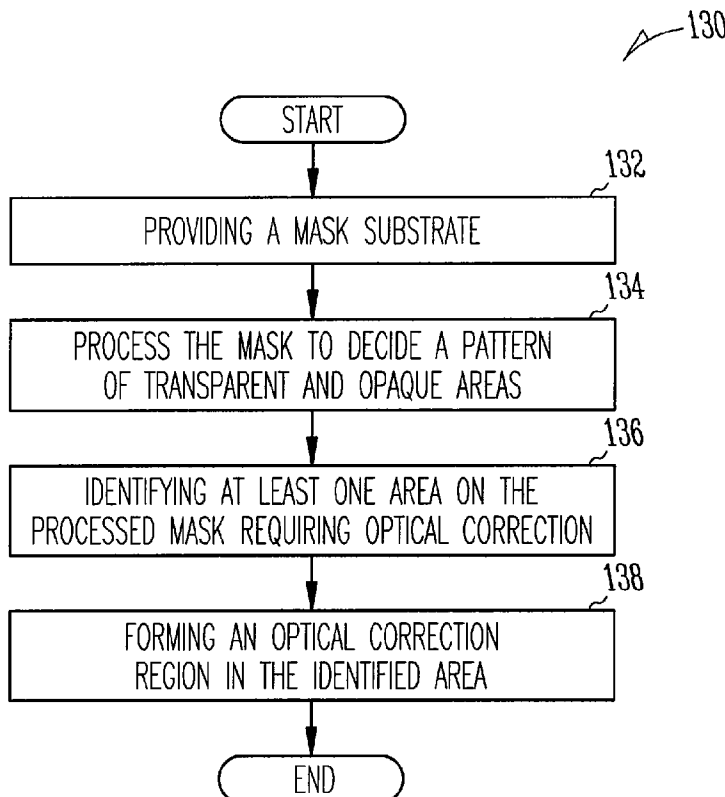 130
START
132
PROVIDING A MASK SUBSTRATE
134
PROCESS THE MASK TO DECIDE A PATTERN
OF TRANSPARENT AND OPAQUE AREAS
136
IDENTIFYING AT LEAST ONE AREA ON THE
PROCESSED MASK REQUIRING OPTICAL CORRECTION
138
FORMING AN OPTICAL CORRECTION
REGION IN THE IDENTIFIED AREA
END